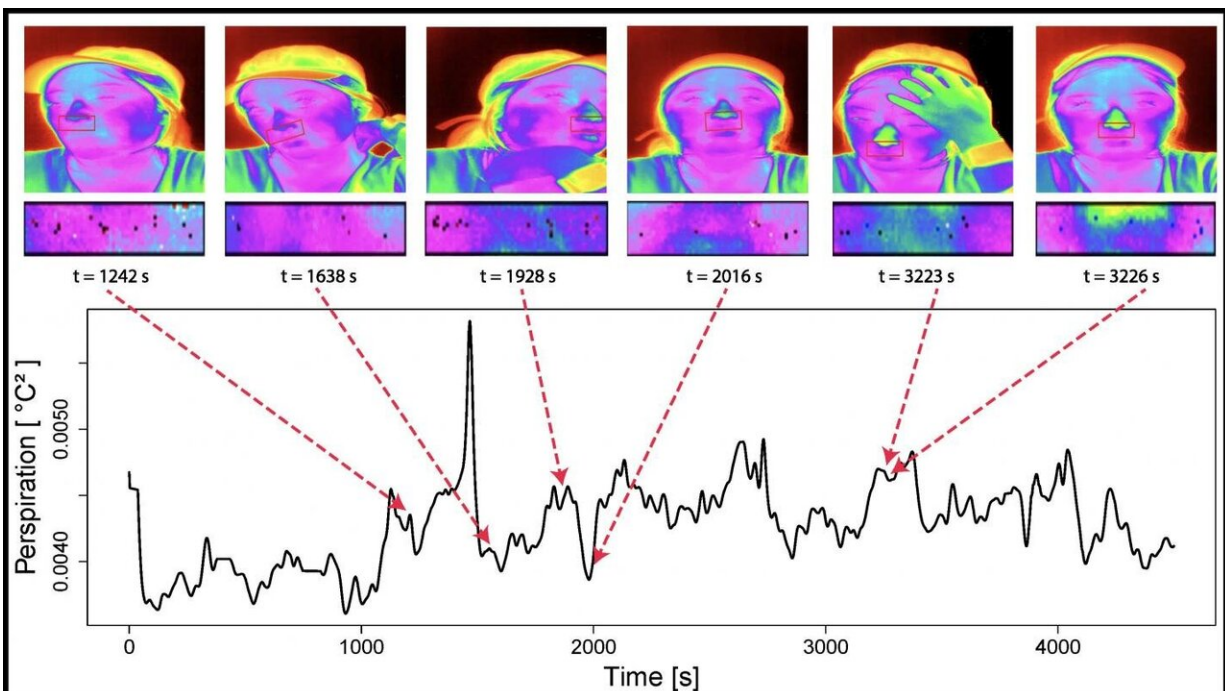 t = 1242 s
t = 1638 s
t = 1928 s
t = 2016 s
t = 3223 s
t = 3226 s
Perspiration [ °C² ]
0.0050
0.0040
0
1000
2000
3000
4000
Time [s]